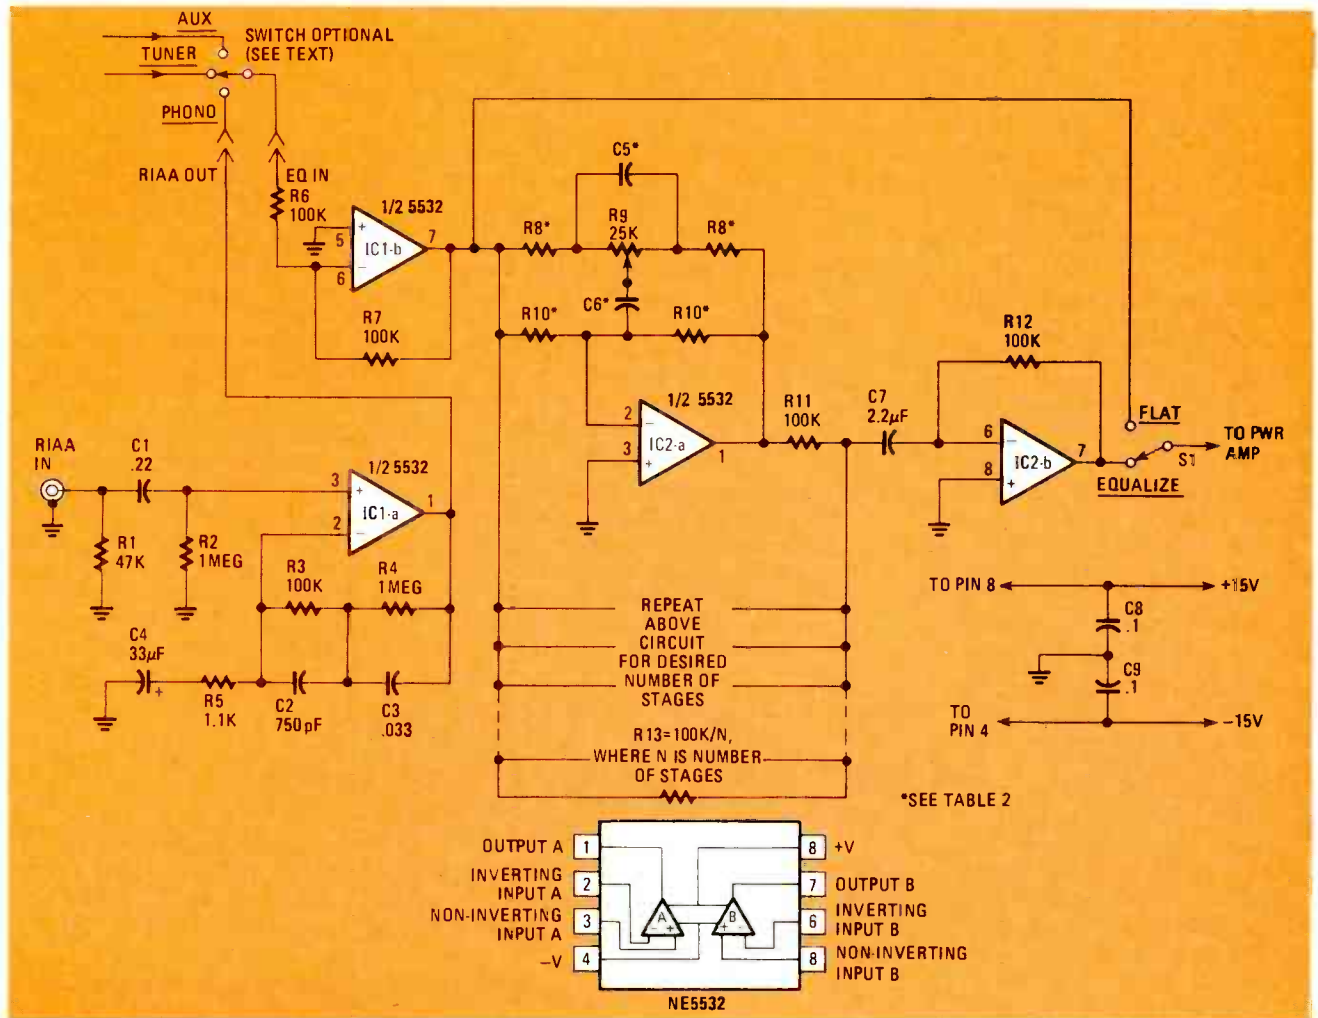 AUX
SWITCH OPTIONAL
(SEE TEXT)
TUNER
PHONO
RIAA OUT
EQ IN
R6
100K
1/2 5532
+
5
IC1-b
7
6
−
R7
100K
C5*
R8*
R9
25K
R8*
C6*
R10*
R10*
1/2 5532
2
−
IC2-a
3
+
1
R11
100K
C7
2.2µF
R12
100K
6
−
IC2-b
7
8
+
FLAT
S1
TO PWR
AMP
EQUALIZE
RIAA
IN
C1
.22
1/2 5532
3
+
IC1-a
1
2
−
R1
47K
R2
1MEG
R3
100K
R4
1MEG
C4
33µF
+
R5
1.1K
C2
750pF
C3
.033
REPEAT
ABOVE
CIRCUIT
FOR DESIRED
NUMBER OF
STAGES
R13=100K/N,
WHERE N IS NUMBER
OF STAGES
TO PIN 8
+15V
C8
.1
C9
.1
TO
PIN 4
−15V
*SEE TABLE 2
OUTPUT A
1
8
+V
INVERTING
INPUT A
2
7
OUTPUT B
NON-INVERTING
INPUT A
3
6
INVERTING
INPUT B
−V
4
8
NON-INVERTING
INPUT B
A
− +
B
+ −
NE5532